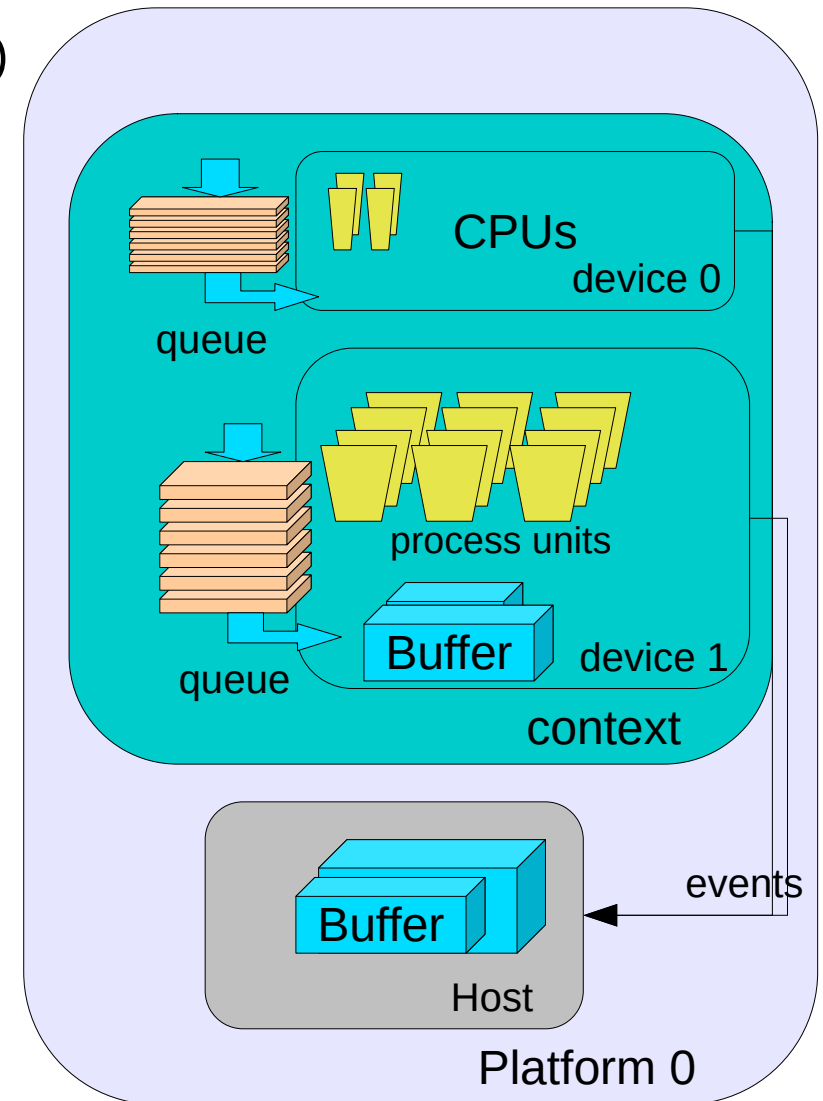 )
CPUs
device 0
queue
process units
Buffer
device 1
queue
context
events
Buffer
Host
Platform 0